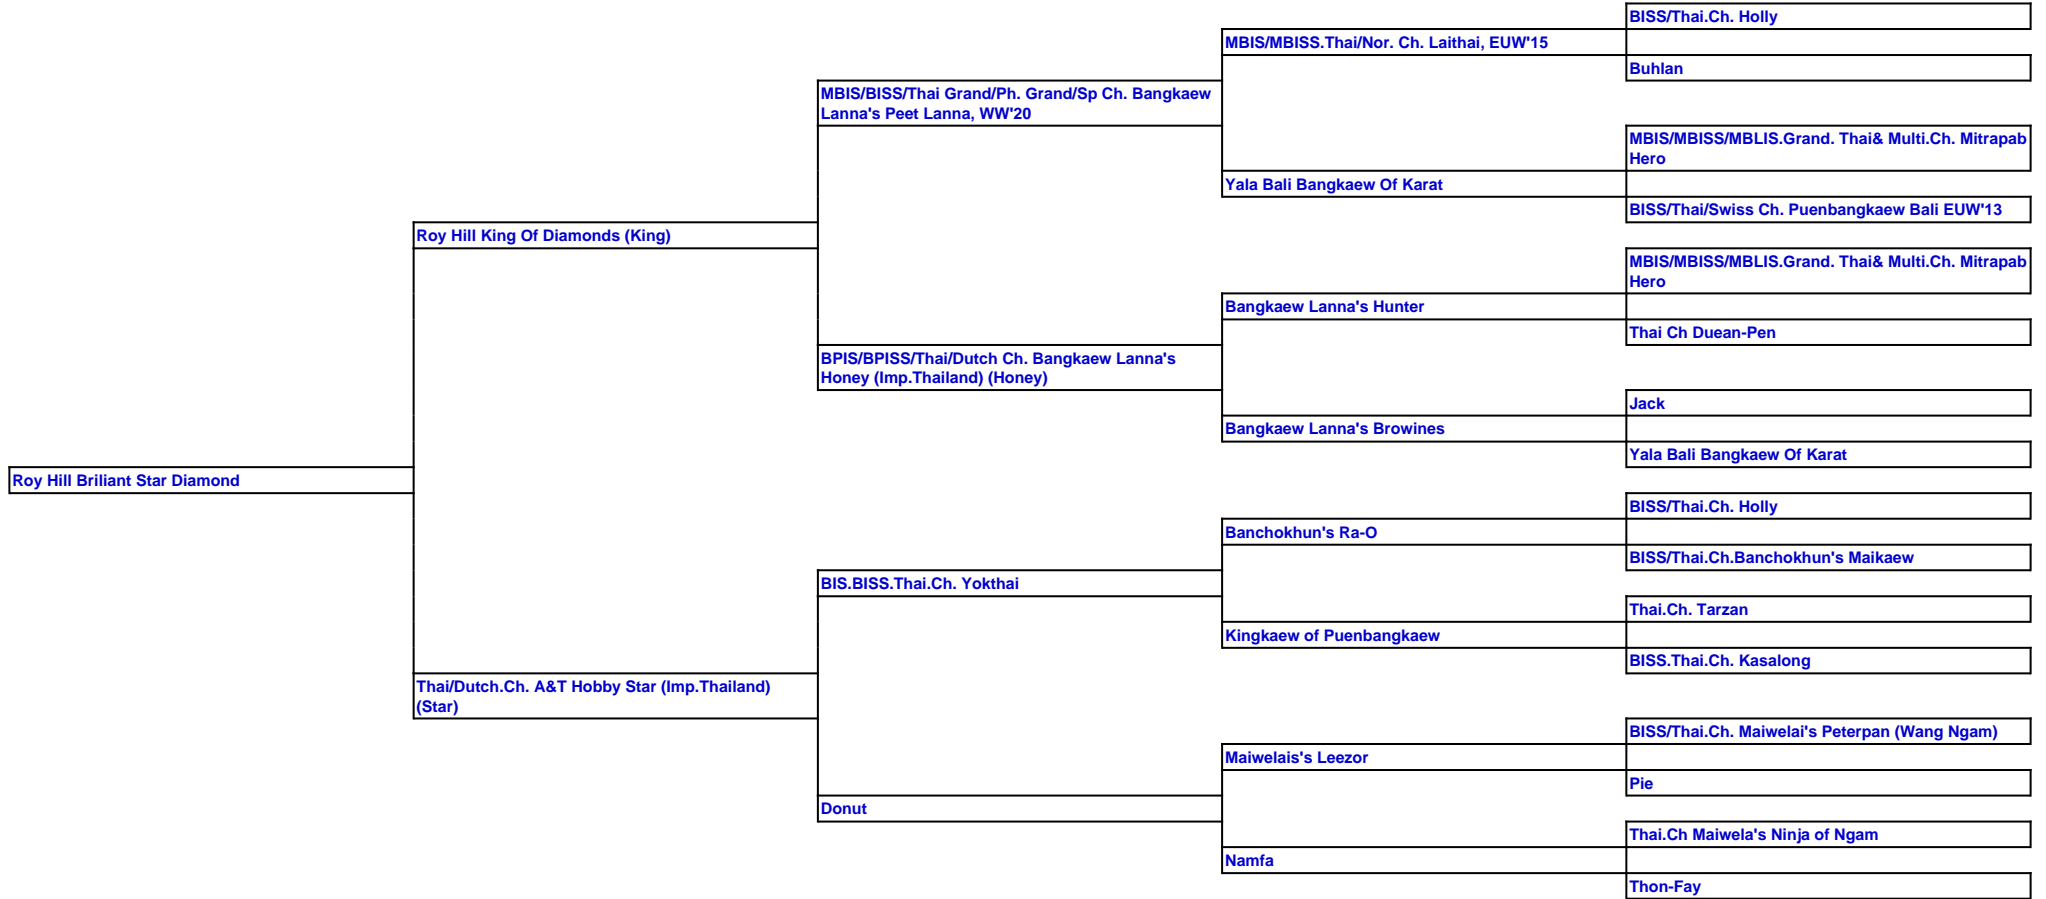 BISS/Thai.Ch. Holly
MBIS/MBISS.Thai/Nor. Ch. Laithai, EUW'15
Buhlan
MBIS/BISS/Thai Grand/Ph. Grand/Sp Ch. Bangkaew
Lanna's Peet Lanna, WW'20
MBIS/MBISS/MBLIS.Grand. Thai& Multi.Ch. Mitrapab
Hero
Yala Bali Bangkaew Of Karat
BISS/Thai/Swiss Ch. Puenbangkaew Bali EUW'13
Roy Hill King Of Diamonds (King)
MBIS/MBISS/MBLIS.Grand. Thai& Multi.Ch. Mitrapab
Hero
Bangkaew Lanna's Hunter
Thai Ch Duean-Pen
BPIS/BPISS/Thai/Dutch Ch. Bangkaew Lanna's
Honey (Imp.Thailand) (Honey)
Jack
Bangkaew Lanna's Browines
Yala Bali Bangkaew Of Karat
Roy Hill Briliant Star Diamond
BISS/Thai.Ch. Holly
Banchokhun's Ra-O
BISS/Thai.Ch.Banchokhun's Maikaew
BIS.BISS.Thai.Ch. Yokthai
Thai.Ch. Tarzan
Kingkaew of Puenbangkaew
BISS.Thai.Ch. Kasalong
Thai/Dutch.Ch. A&T Hobby Star (Imp.Thailand)
(Star)
BISS/Thai.Ch. Maiwelai's Peterpan (Wang Ngam)
Maiwelais's Leezor
Pie
Donut
Thai.Ch Maiwela's Ninja of Ngam
Namfa
Thon-Fay